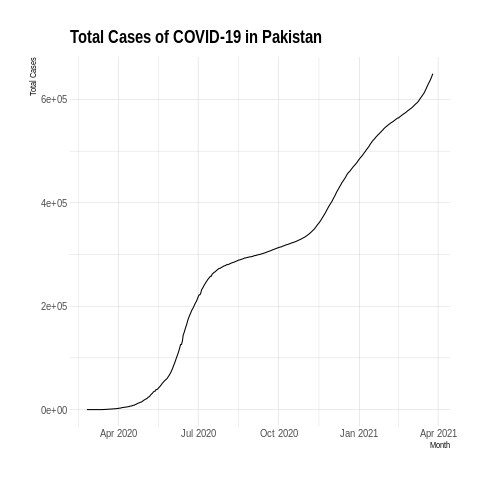 Total Cases of COVID-19 in Pakistan
Total Cases
6e+05
4e+05
2e+05
0e+00
Apr 2020 Jul 2020 Oct 2020 Jan 2021 Apr 2021
Month